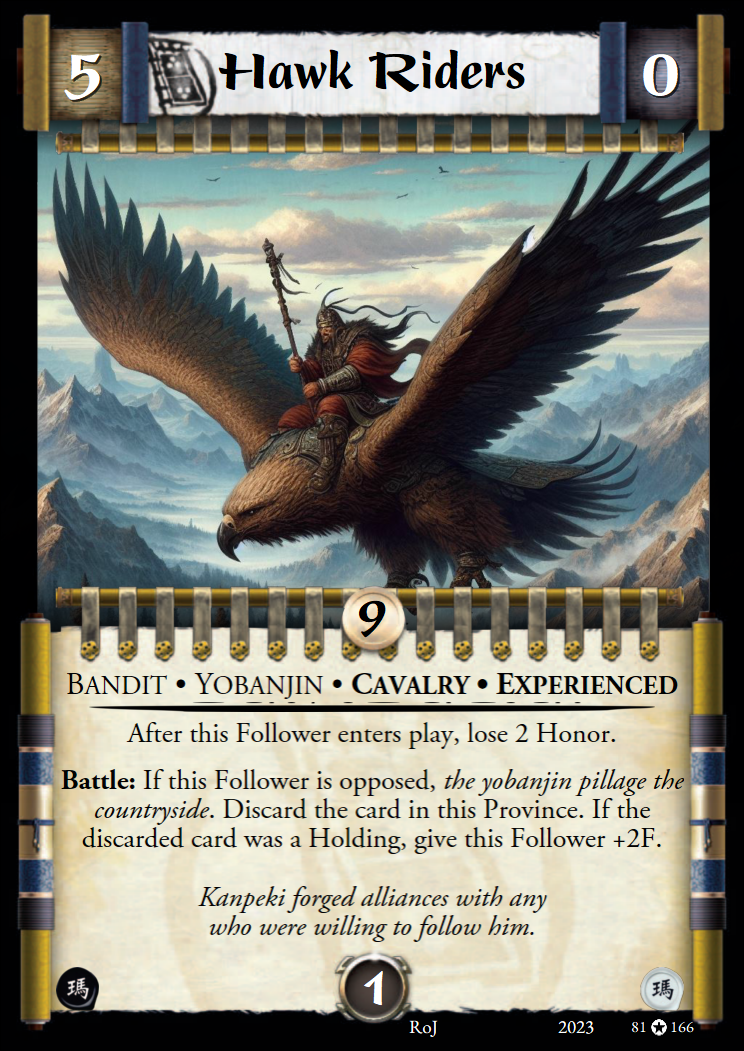 5
Hawk Riders
0
9
BANDIT • YOBANJIN • CAVALRY • EXPERIENCED
After this Follower enters play, lose 2 Honor.
Battle: If this Follower is opposed, the yobanjin pillage the
countryside. Discard the card in this Province. If the
discarded card was a Holding, give this Follower +2F.
Kanpeki forged alliances with any
who were willing to follow him.
瑪
1
瑪
RoJ 2023 81 ✪ 166